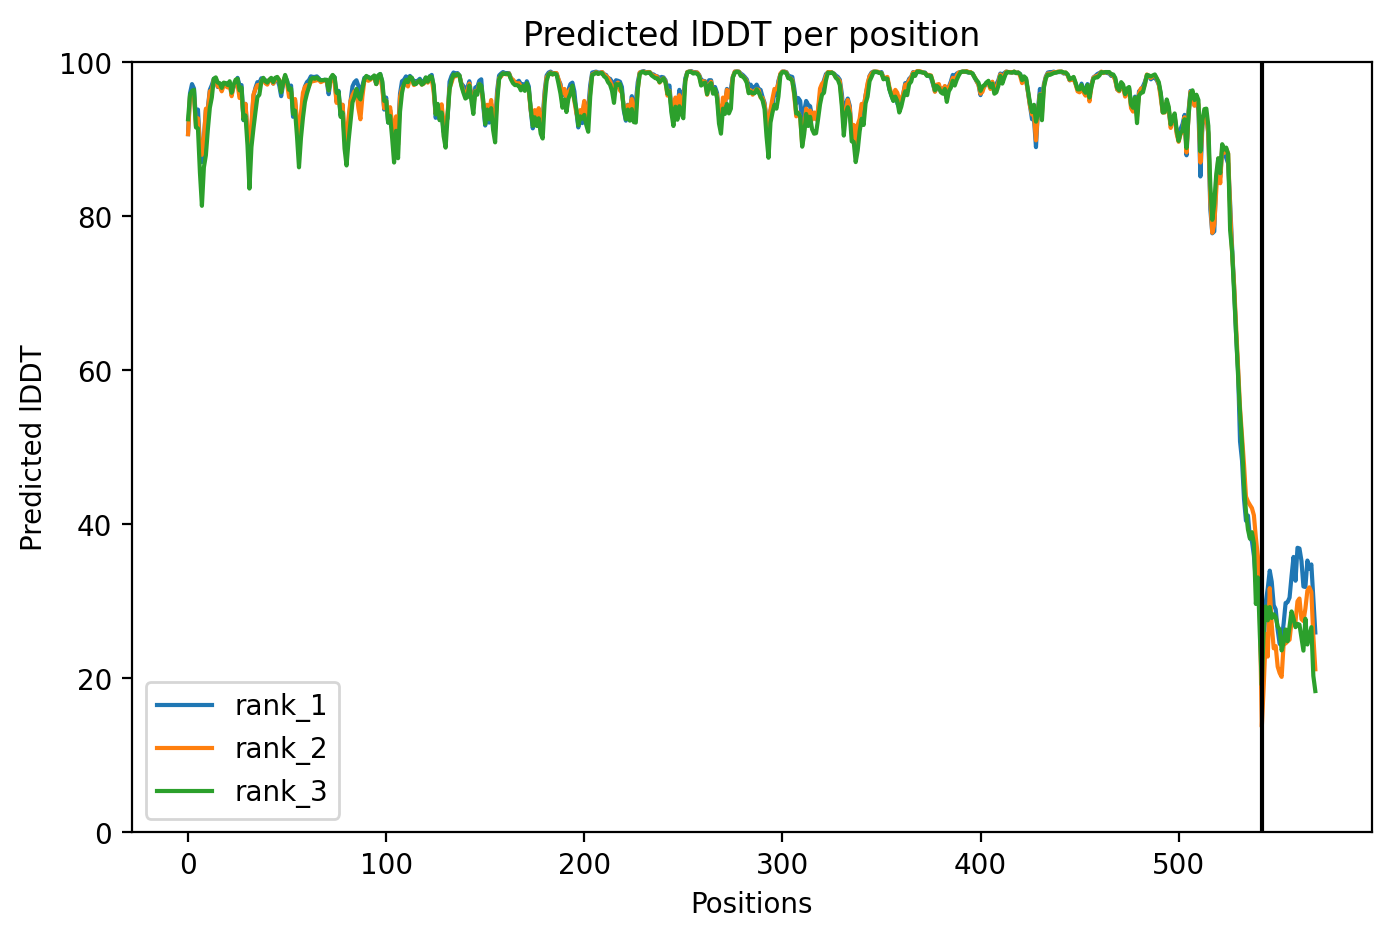 Predicted lDDT per position
100
80
60
40
20
0
Predicted lDDT
rank_1
rank_2
rank_3
0 100 200 300 400 500
Positions